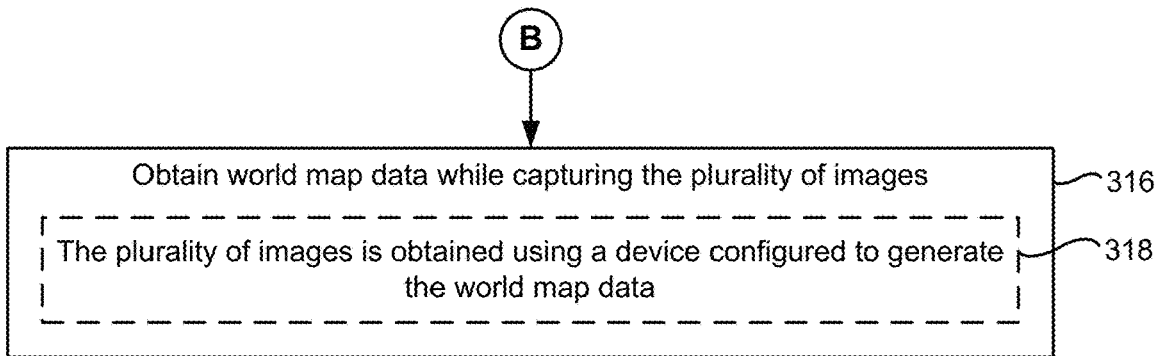 B
Obtain world map data while capturing the plurality of images
316
The plurality of images is obtained using a device configured to generate
the world map data
318